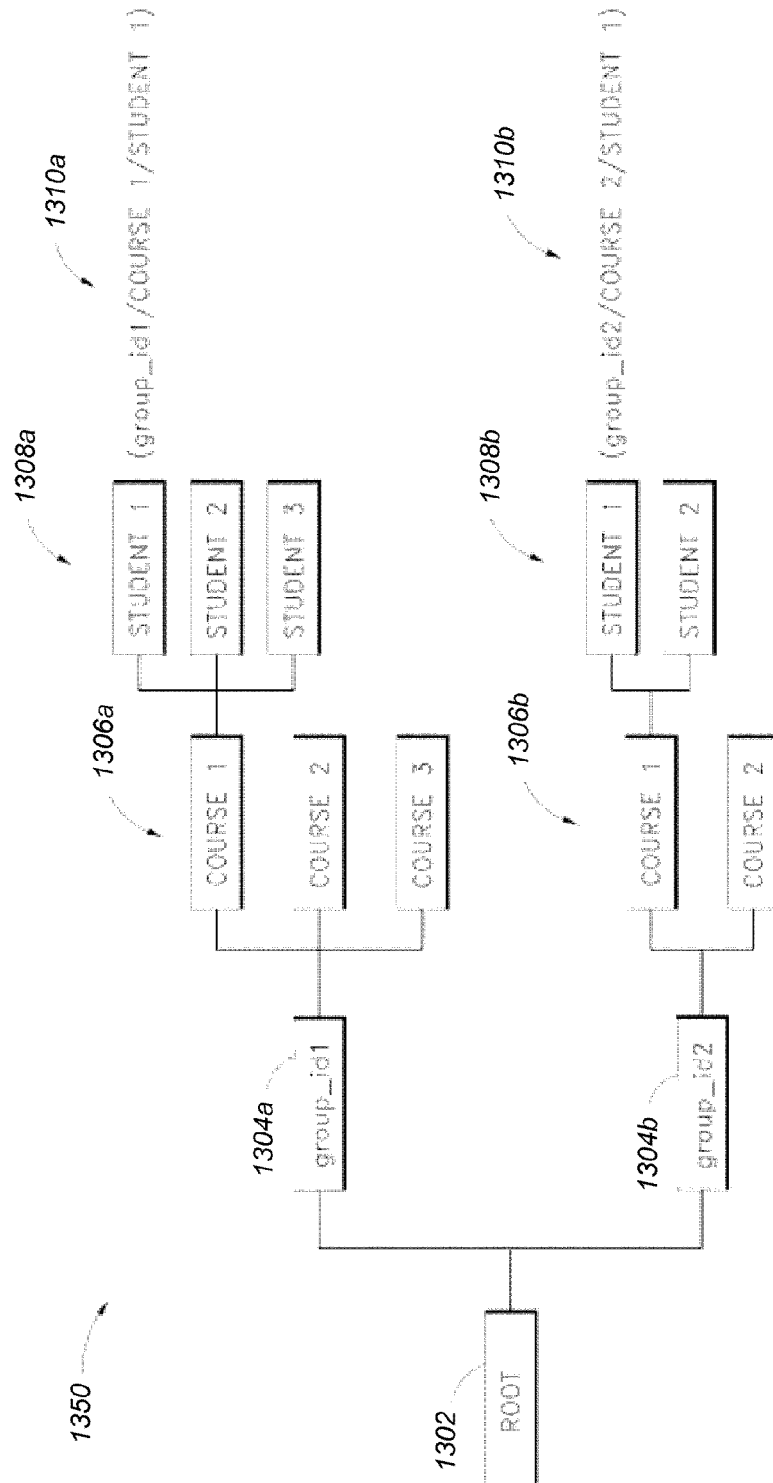 1350
1302
ROOT
1304a
group_id1
1304b
group_id2
1306a
COURSE 1
COURSE 2
COURSE 3
1306b
COURSE 1
COURSE 2
1308a
STUDENT 1
STUDENT 2
STUDENT 3
1308b
STUDENT 1
STUDENT 2
1310a
(group_id1/COURSE 1/STUDENT 1)
1310b
(group_id2/COURSE 2/STUDENT 1)